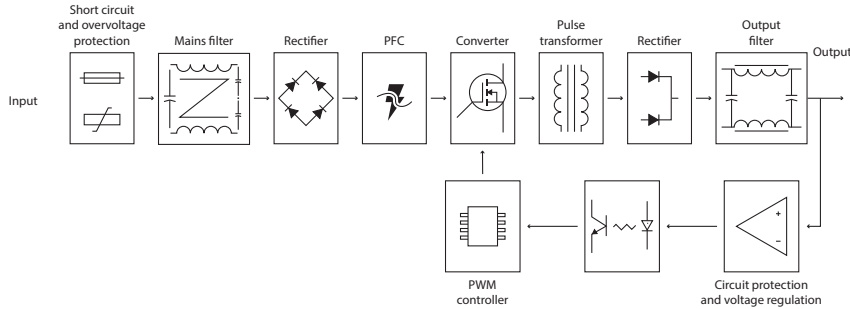 Short circuit
and overvoltage
protection
Mains filter
Rectifier
PFC
Converter
Pulse
transformer
Rectifier
Output
filter
Output
Input
PWM
controller
Circuit protection
and voltage regulation